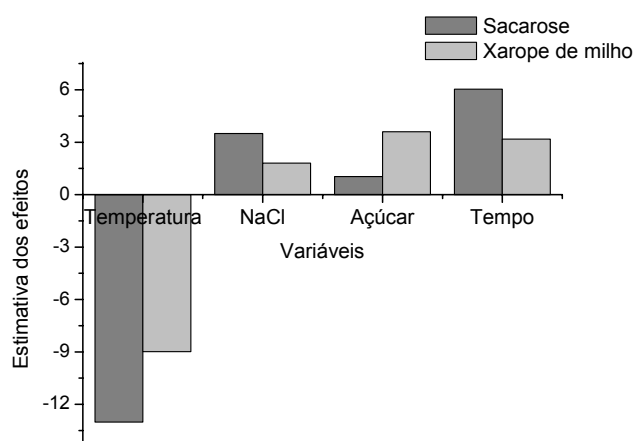 Sacarose
Xarope de milho
6
3
0
-3
-6
-9
-12
Estimativa dos efeitos
Temperatura NaCl Açúcar Tempo
Variáveis